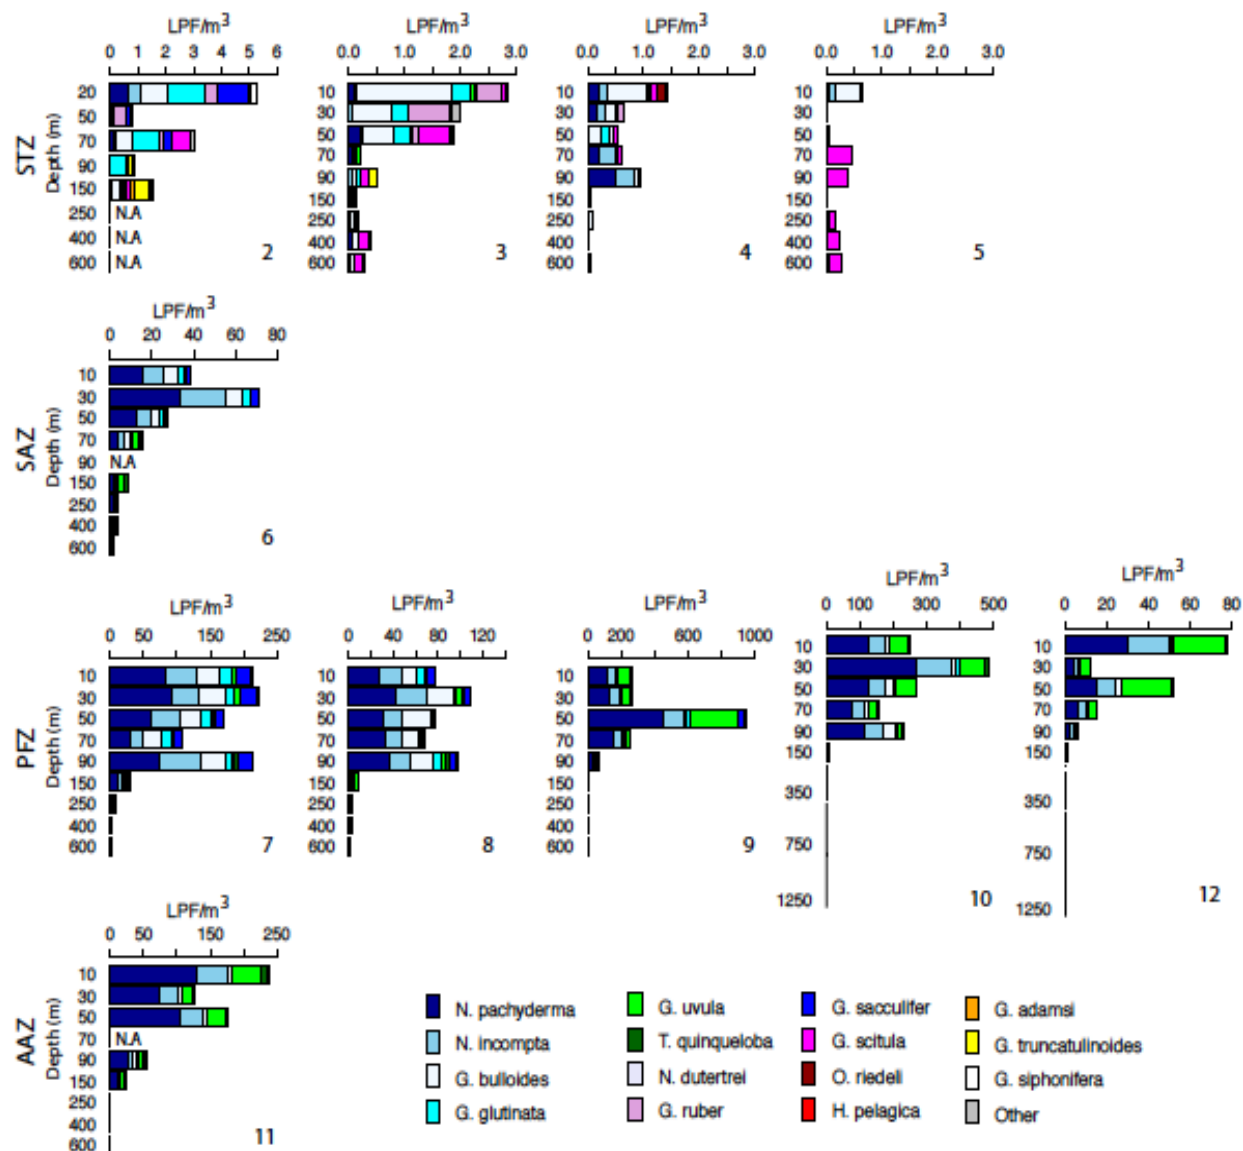 LPF/m3 LPF/m3 LPF/m3 LPF/m3
0 1 2 3 4 5 6 0.0 1.0 2.0 3.0 0.0 1.0 2.0 3.0 0.0 1.0 2.0 3.0
STZ
Depth (m)
20 10 10 10
50 30 30 30
70 50 50 50
90 70 70 70
150 90 90 90
250 N.A 150 150 150
400 N.A 250 250 250
600 N.A 400 400 400
600 600 600
2 3 4 5
LPF/m3
0 20 40 60 80
SAZ
Depth (m)
10
30
50
70
90 N.A
150
250
400
600
6
LPF/m3 LPF/m3 LPF/m3 LPF/m3 LPF/m3
0 50 150 250 0 40 80 120 0 200 600 1000 0 100 300 500 0 20 40 60 80
PFZ
Depth (m)
10 10 10 10 10
30 30 30 30 30
50 50 50 50 50
70 70 70 70 70
90 90 90 90 90
150 150 150 150 150
250 250 250 350 350
400 400 400 750 750
600 600 600 1250 1250
7 8 9 10 12
LPF/m3
0 50 150 250
AAZ
Depth (m)
10
30
50
70 N.A
90
150
250
400
600
11
N. pachyderma G. uvula G. sacculifer G. adamsi
N. incompta T. quinqueloba G. scitula G. truncatulinoides
G. bulloides N. dutertrei O. riedeli G. siphonifera
G. glutinata G. ruber H. pelagica Other